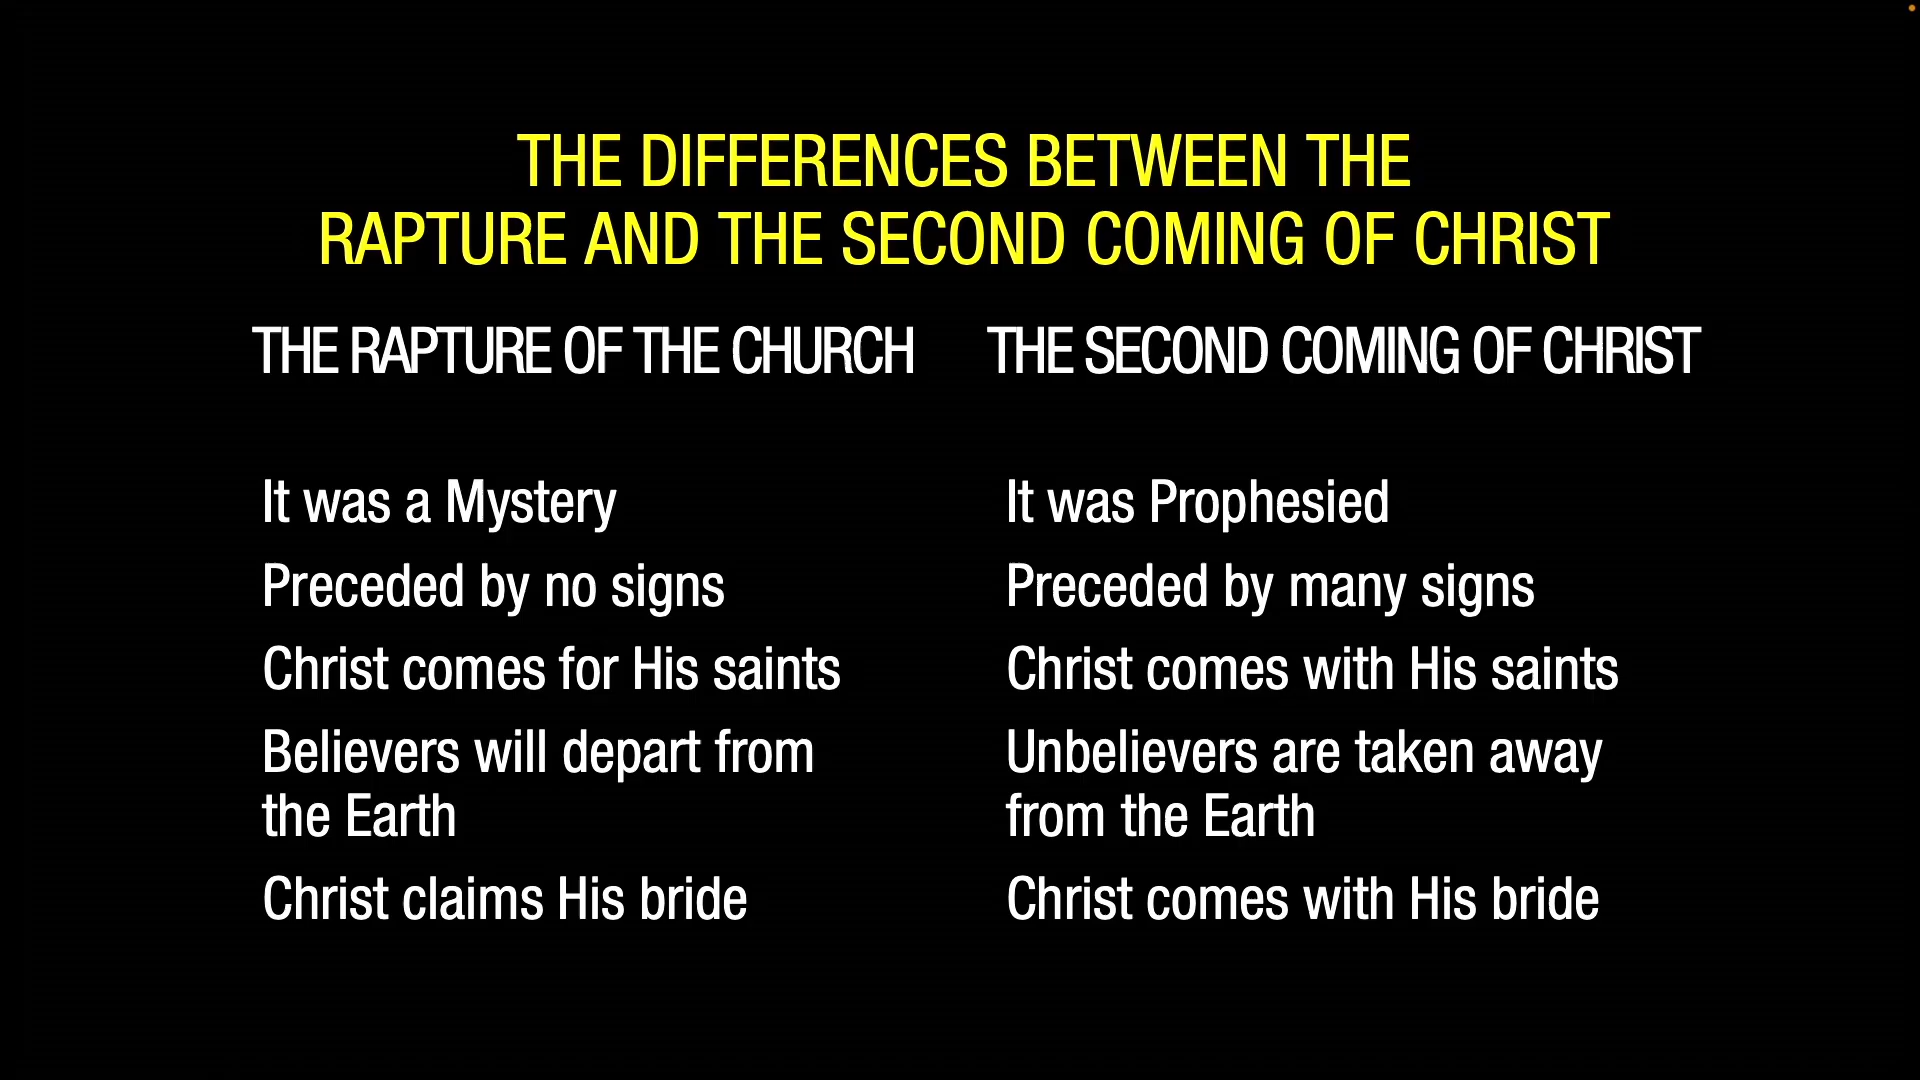 THE DIFFERENCES BETWEEN THE
RAPTURE AND THE SECOND COMING OF CHRIST
THE RAPTURE OF THE CHURCH
It was a Mystery
Preceded by no signs
Christ comes for His saints
Believers will depart from
the Earth
Christ claims His bride
THE SECOND COMING OF CHRIST
It was Prophesied
Preceded by many signs
Christ comes with His saints
Unbelievers are taken away
from the Earth
Christ comes with His bride